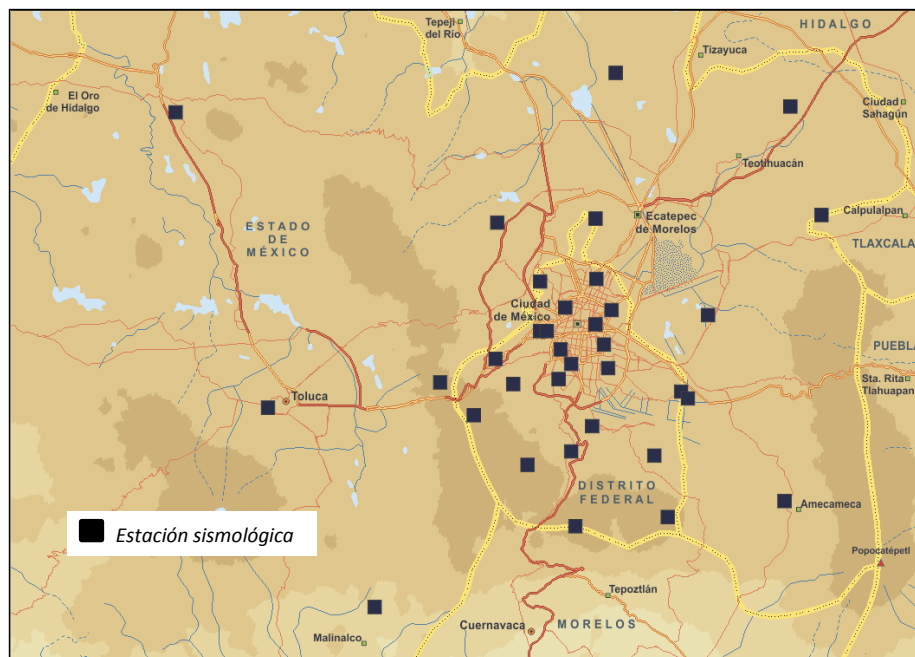 HIDALGO
Tepeji
del Río
Tizayuca
El Oro
de Hidalgo
Ciudad
Sahagún
Teotihuacán
Ecatepec
de Morelos
Calpulalpan
ESTADO
DE
MÉXICO
TLAXCALA
Ciudad
de México
PUEBLA
Sta. Rita
Tlahuapan
Toluca
DISTRITO
FEDERAL
Amecameca
Estación sismológica
Popocatépetl
Tepoztlán
Cuernavaca
MORELOS
Malinalco